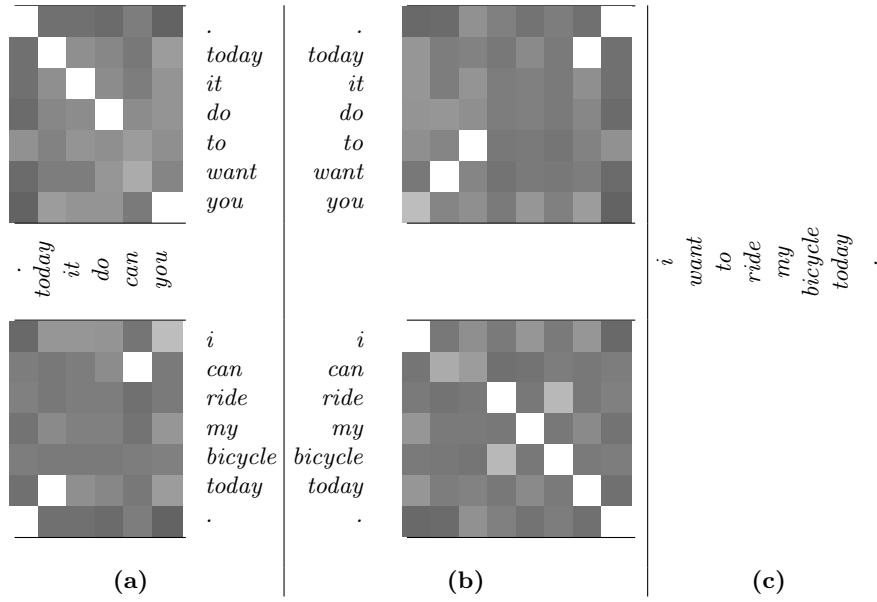 .
today
it
do
to
want
you
.
today
it
do
to
want
you
. today it do can you
i want to ride my bicycle today .
i
can
ride
my
bicycle
today
.
i
can
ride
my
bicycle
today
.
(a)
(b)
(c)